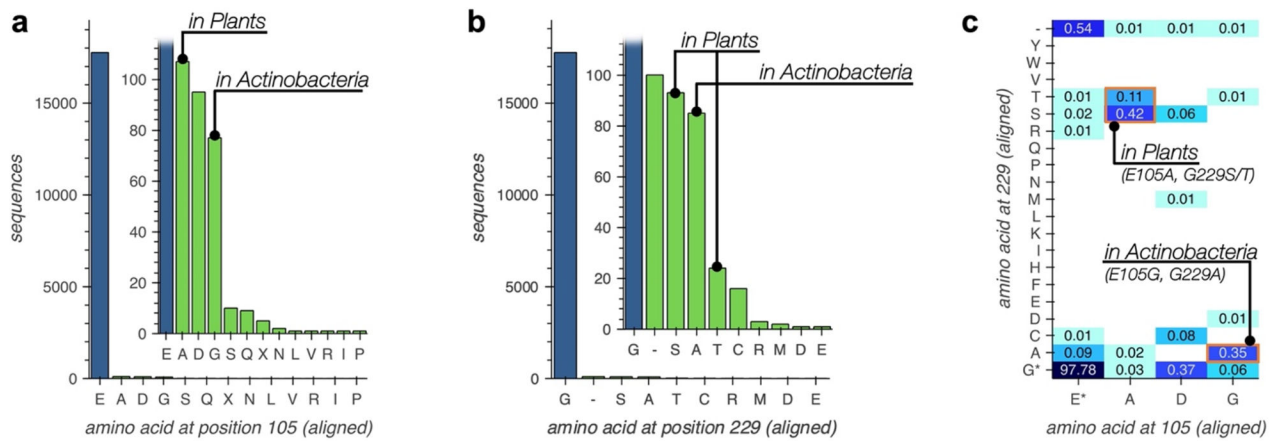 a
in Plants
in Actinobacteria
sequences
15000
10000
5000
0
100
80
60
40
20
0
E A D G S Q X N L V R I P
E A D G S Q X N L V R I P
amino acid at position 105 (aligned)
b
in Plants
in Actinobacteria
sequences
15000
10000
5000
0
100
80
60
40
20
0
G - S A T C R M D E
G - S A T C R M D E
amino acid at position 229 (aligned)
c
amino acid at 229 (aligned)
- 0.54 0.01 0.01 0.01
Y
W
V
T 0.01 0.11 0.01
S 0.02 0.42 0.06
R 0.01
Q
P
N
M 0.01
L
K
I
H
F
E
D 0.01
C 0.01 0.08
A 0.09 0.02 0.35
G* 97.78 0.03 0.37 0.06
in Plants
(E105A, G229S/T)
in Actinobacteria
(E105G, G229A)
E* A D G
amino acid at 105 (aligned)